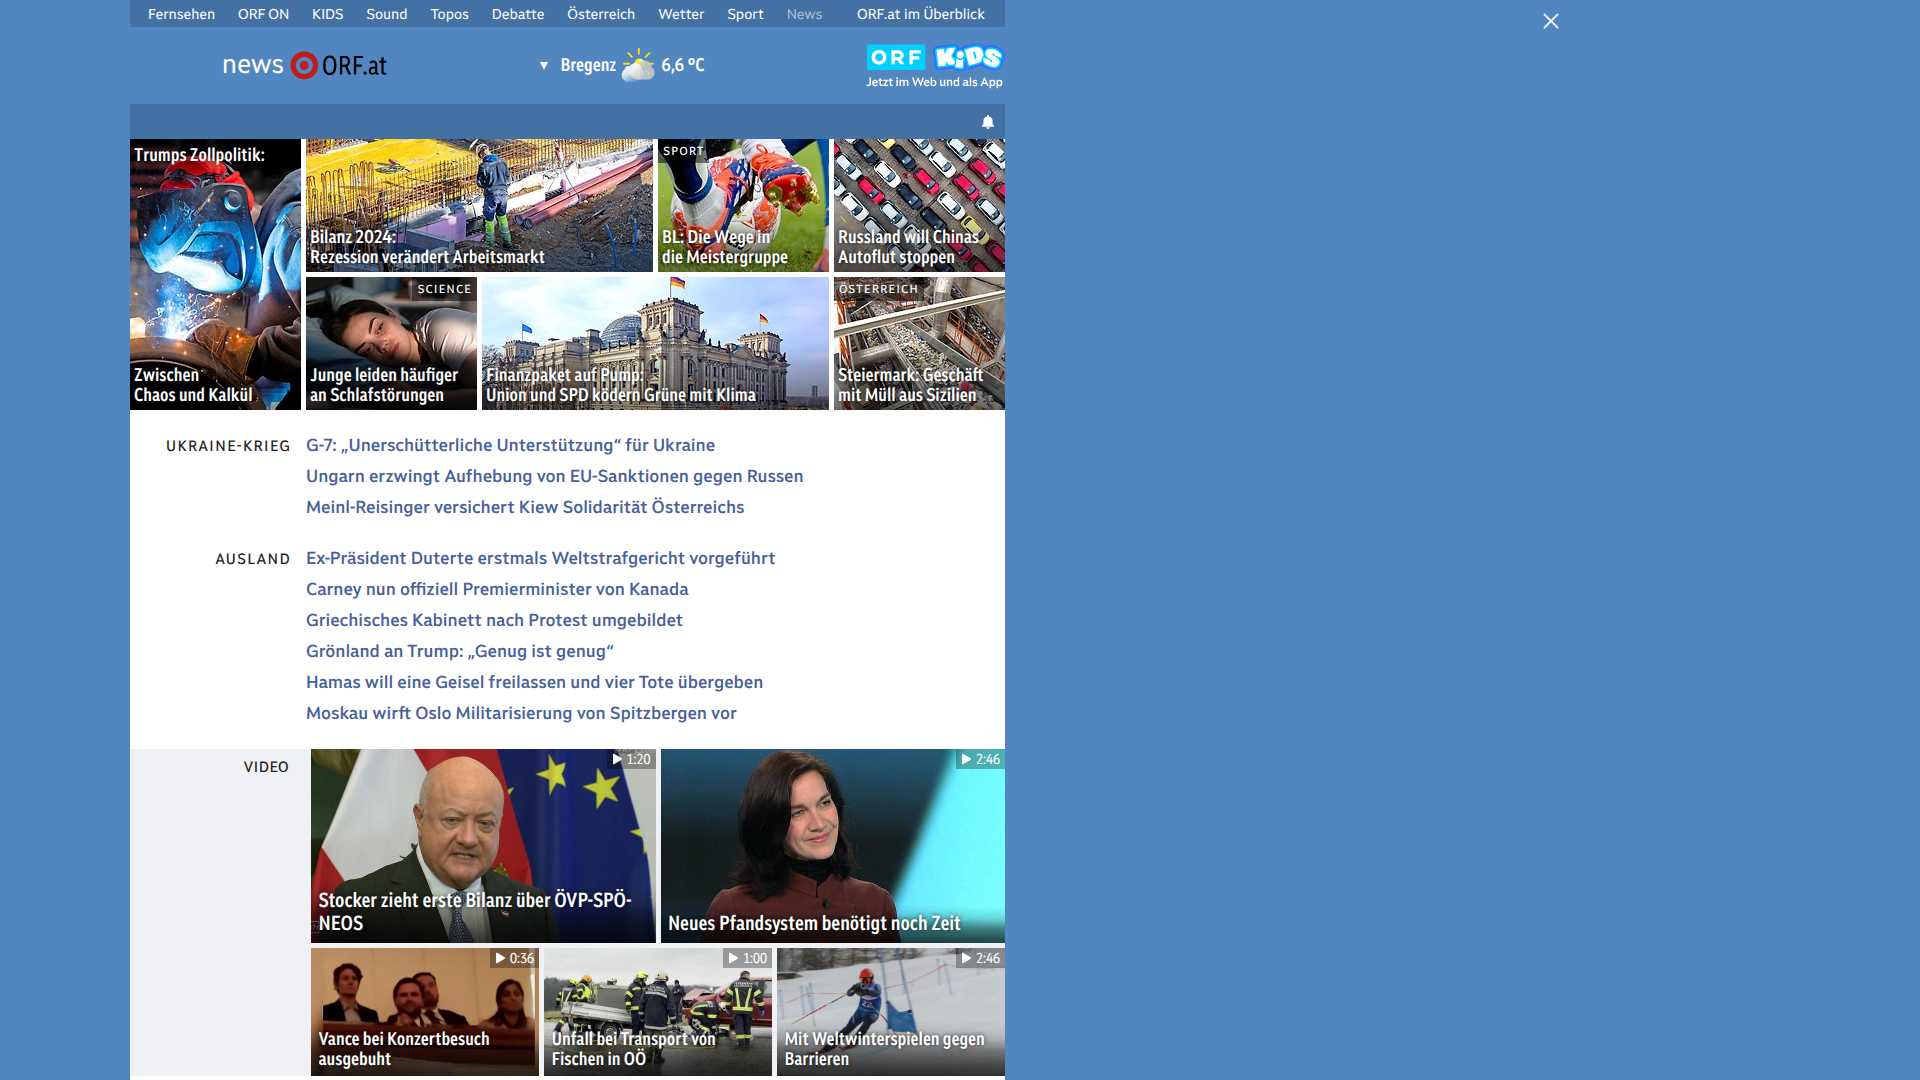 Fernsehen ORF ON KIDS Sound Topos Debatte Österreich Wetter Sport News ORF.at im Überblick
news ORF.at
Bregenz 6,6 °C
ORF KiDS
Jetzt im Web und als App
Trumps Zollpolitik:
Zwischen
Chaos und Kalkül
Bilanz 2024:
Rezession verändert Arbeitsmarkt
SPORT
BL: Die Wege in
die Meistergruppe
Russland will Chinas
Autoflut stoppen
SCIENCE
Junge leiden häufiger
an Schlafstörungen
Finanzpaket auf Pump:
Union und SPD ködern Grüne mit Klima
ÖSTERREICH
Steiermark: Geschäft
mit Müll aus Sizilien
UKRAINE-KRIEG
G-7: „Unerschütterliche Unterstützung“ für Ukraine
Ungarn erzwingt Aufhebung von EU-Sanktionen gegen Russen
Meinl-Reisinger versichert Kiew Solidarität Österreichs
AUSLAND
Ex-Präsident Duterte erstmals Weltstrafgericht vorgeführt
Carney nun offiziell Premierminister von Kanada
Griechisches Kabinett nach Protest umgebildet
Grönland an Trump: „Genug ist genug“
Hamas will eine Geisel freilassen und vier Tote übergeben
Moskau wirft Oslo Militarisierung von Spitzbergen vor
VIDEO
1:20
Stocker zieht erste Bilanz über ÖVP-SPÖ-
NEOS
2:46
Neues Pfandsystem benötigt noch Zeit
0:36
Vance bei Konzertbesuch
ausgebuht
1:00
Unfall bei Transport von
Fischen in OÖ
2:46
Mit Weltwinterspielen gegen
Barrieren